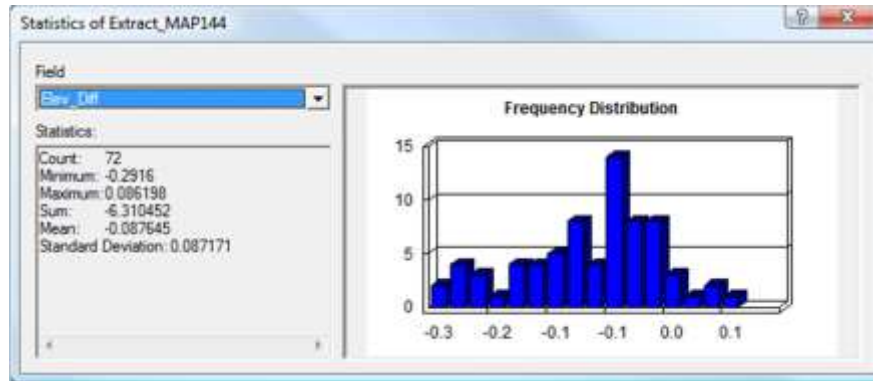 Statistics of Extract_MAP144
Field
Elev_Diff
Statistics:
Count: 72
Minimum: -0.2916
Maximum: 0.086198
Sum: -6.310452
Mean: -0.087645
Standard Deviation: 0.087171
Frequency Distribution
15
10
5
0
-0.3 -0.2 -0.1 -0.1 0.0 0.1